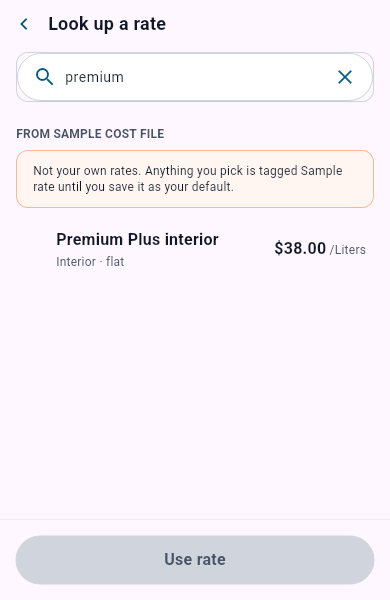 Look up a rate
premium
FROM SAMPLE COST FILE
Not your own rates. Anything you pick is tagged Sample
rate until you save it as your default.
Premium Plus interior
$38.00 /Liters
Interior · flat
Use rate